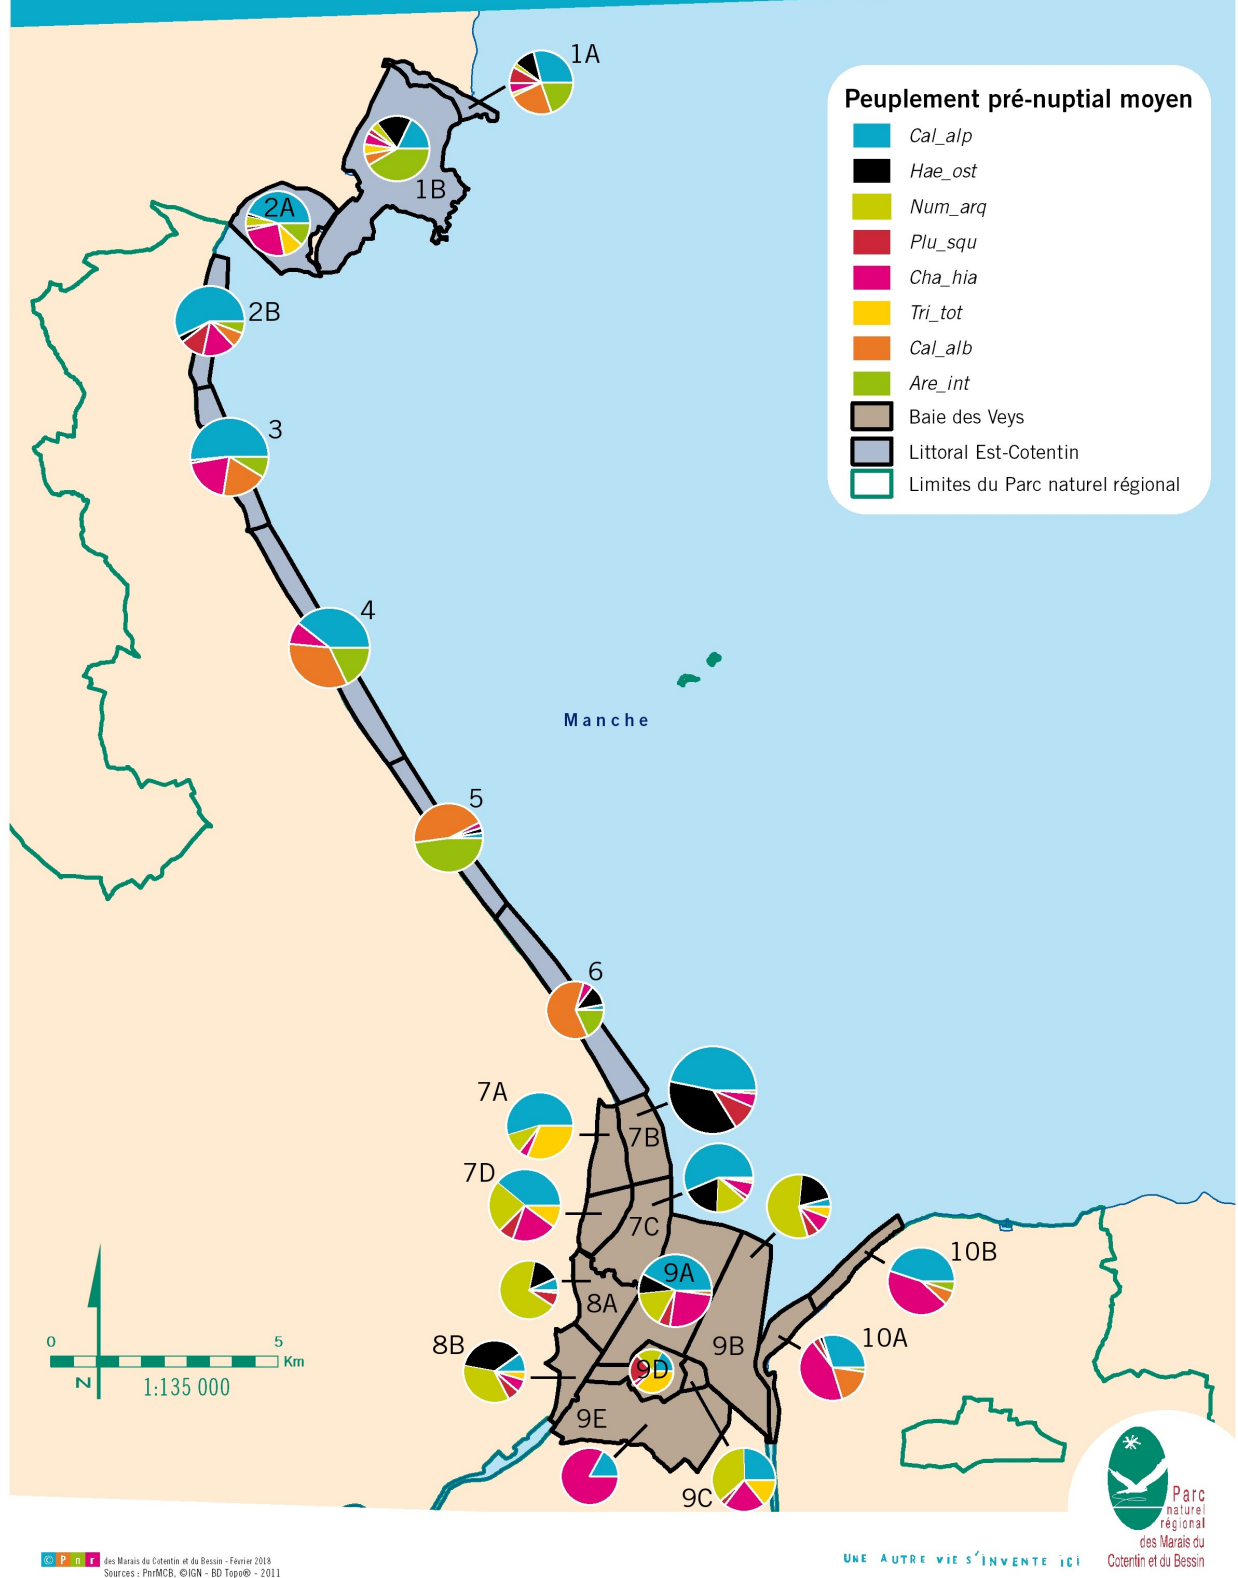 1A
Peuplement pré-nuptial moyen
Cal_alp
Hae_ost
Num_arq
Plu_squ
Cha_hia
Tri_tot
Cal_alb
Are_int
Baie des Veys
Littoral Est-Cotentin
Limites du Parc naturel régional
1B
2A
2B
3
4
Manche
5
6
7A
7B
7D
7C
10B
9A
8A
10A
8B
9B
9D
9E
9C
0 5
Km
N
1:135 000
Parc
naturel
régional
des Marais du
Cotentin et du Bessin
© P n r des Marais du Cotentin et du Bessin - Février 2018
Sources : PnrMCB, ©IGN - BD Topo® - 2011
UNE AUTRE VIE S'INVENTE ICI